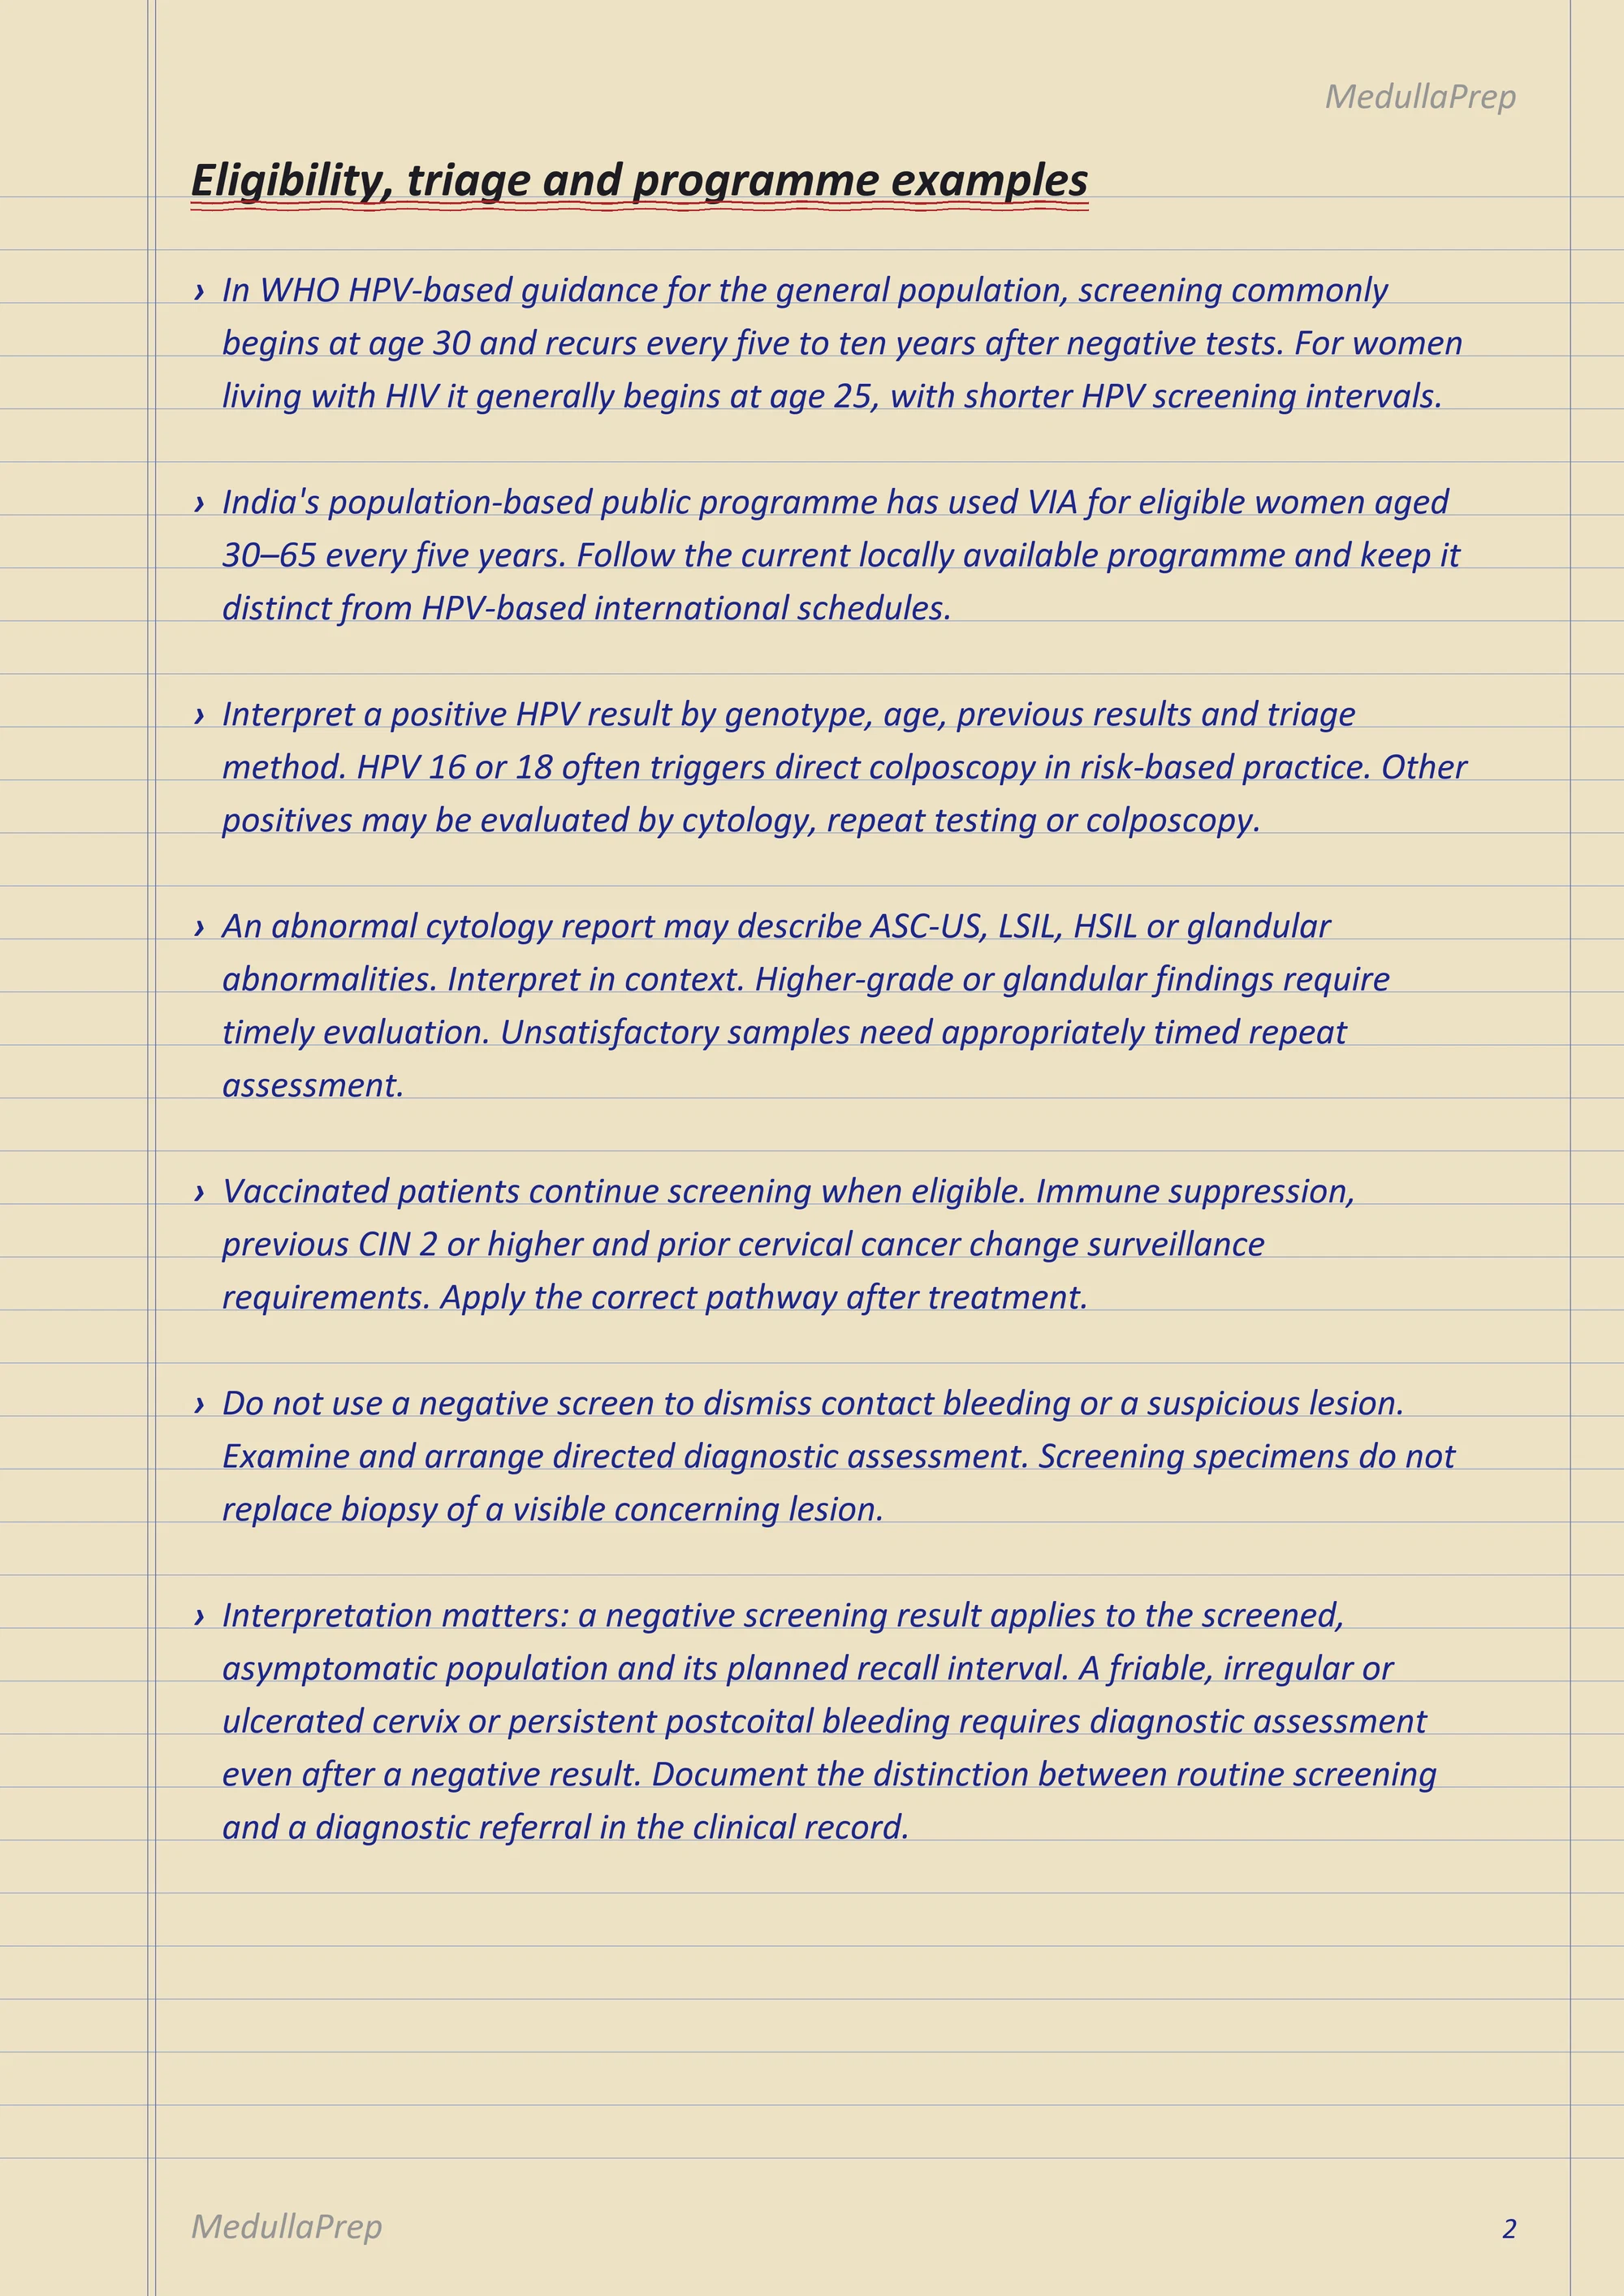 MedullaPrep
Eligibility, triage and programme examples
› In WHO HPV-based guidance for the general population, screening commonly
begins at age 30 and recurs every five to ten years after negative tests. For women
living with HIV it generally begins at age 25, with shorter HPV screening intervals.
› India's population-based public programme has used VIA for eligible women aged
30–65 every five years. Follow the current locally available programme and keep it
distinct from HPV-based international schedules.
› Interpret a positive HPV result by genotype, age, previous results and triage
method. HPV 16 or 18 often triggers direct colposcopy in risk-based practice. Other
positives may be evaluated by cytology, repeat testing or colposcopy.
› An abnormal cytology report may describe ASC-US, LSIL, HSIL or glandular
abnormalities. Interpret in context. Higher-grade or glandular findings require
timely evaluation. Unsatisfactory samples need appropriately timed repeat
assessment.
› Vaccinated patients continue screening when eligible. Immune suppression,
previous CIN 2 or higher and prior cervical cancer change surveillance
requirements. Apply the correct pathway after treatment.
› Do not use a negative screen to dismiss contact bleeding or a suspicious lesion.
Examine and arrange directed diagnostic assessment. Screening specimens do not
replace biopsy of a visible concerning lesion.
› Interpretation matters: a negative screening result applies to the screened,
asymptomatic population and its planned recall interval. A friable, irregular or
ulcerated cervix or persistent postcoital bleeding requires diagnostic assessment
even after a negative result. Document the distinction between routine screening
and a diagnostic referral in the clinical record.
MedullaPrep
2